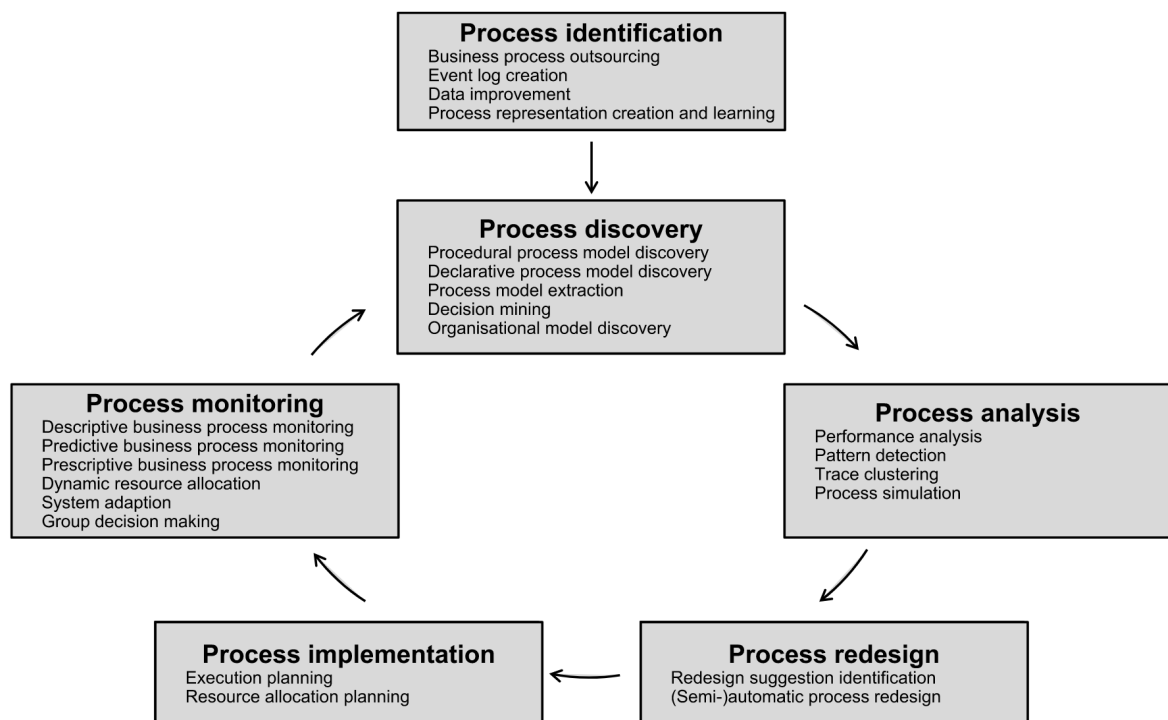 Process identification
Business process outsourcing
Event log creation
Data improvement
Process representation creation and learning
Process discovery
Procedural process model discovery
Declarative process model discovery
Process model extraction
Decision mining
Organisational model discovery
Process monitoring
Descriptive business process monitoring
Predictive business process monitoring
Prescriptive business process monitoring
Dynamic resource allocation
System adaption
Group decision making
Process analysis
Performance analysis
Pattern detection
Trace clustering
Process simulation
Process implementation
Execution planning
Resource allocation planning
Process redesign
Redesign suggestion identification
(Semi-)automatic process redesign